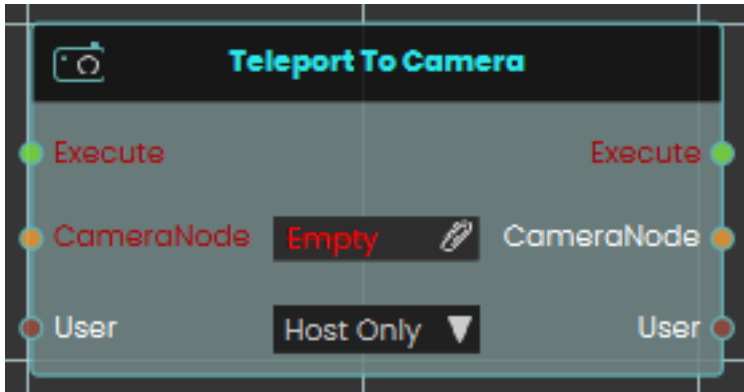 Teleport To Camera
Execute Execute
CameraNode Empty CameraNode
User Host Only User